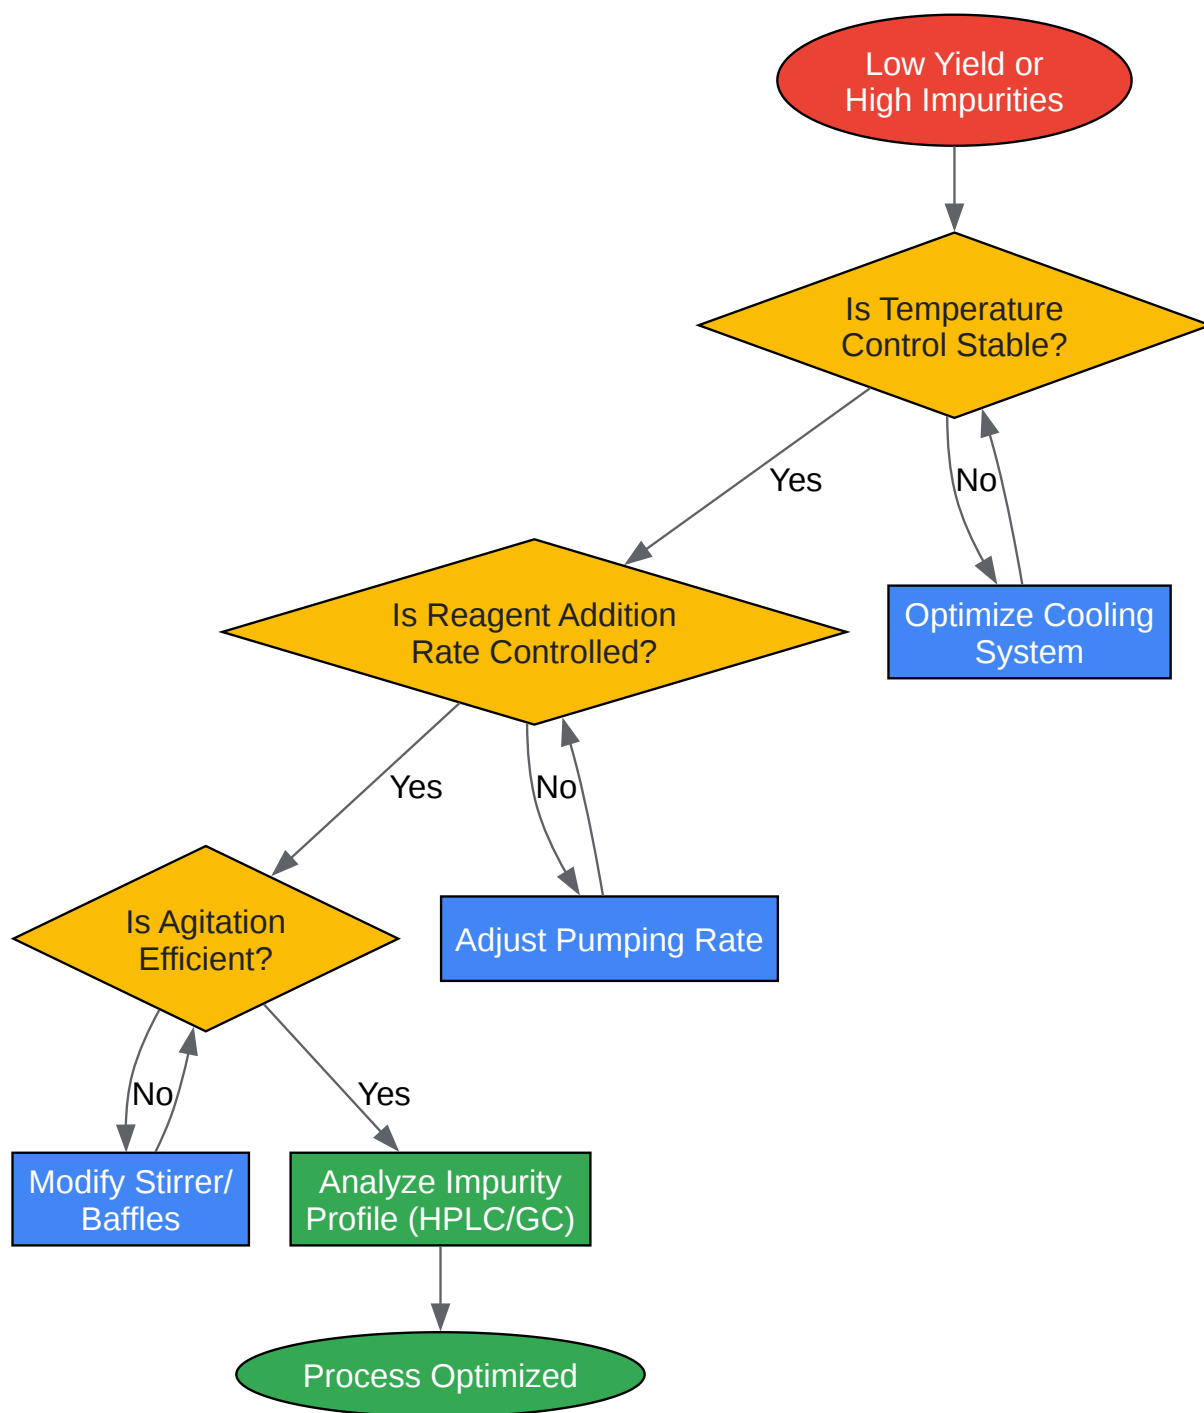 Low Yield or
High Impurities
Is Temperature
Control Stable?
Yes
No
Is Reagent Addition
Rate Controlled?
Optimize Cooling
System
Yes
No
Is Agitation
Efficient?
Adjust Pumping Rate
No
Yes
Modify Stirrer/
Baffles
Analyze Impurity
Profile (HPLC/GC)
Process Optimized